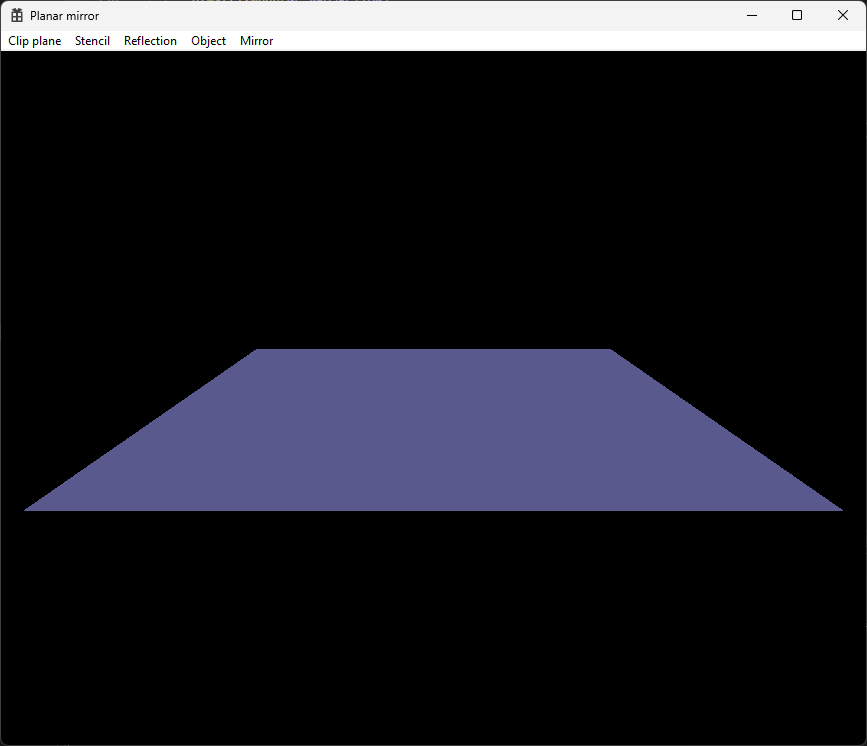 Planar mirror
Clip plane Stencil Reflection Object Mirror